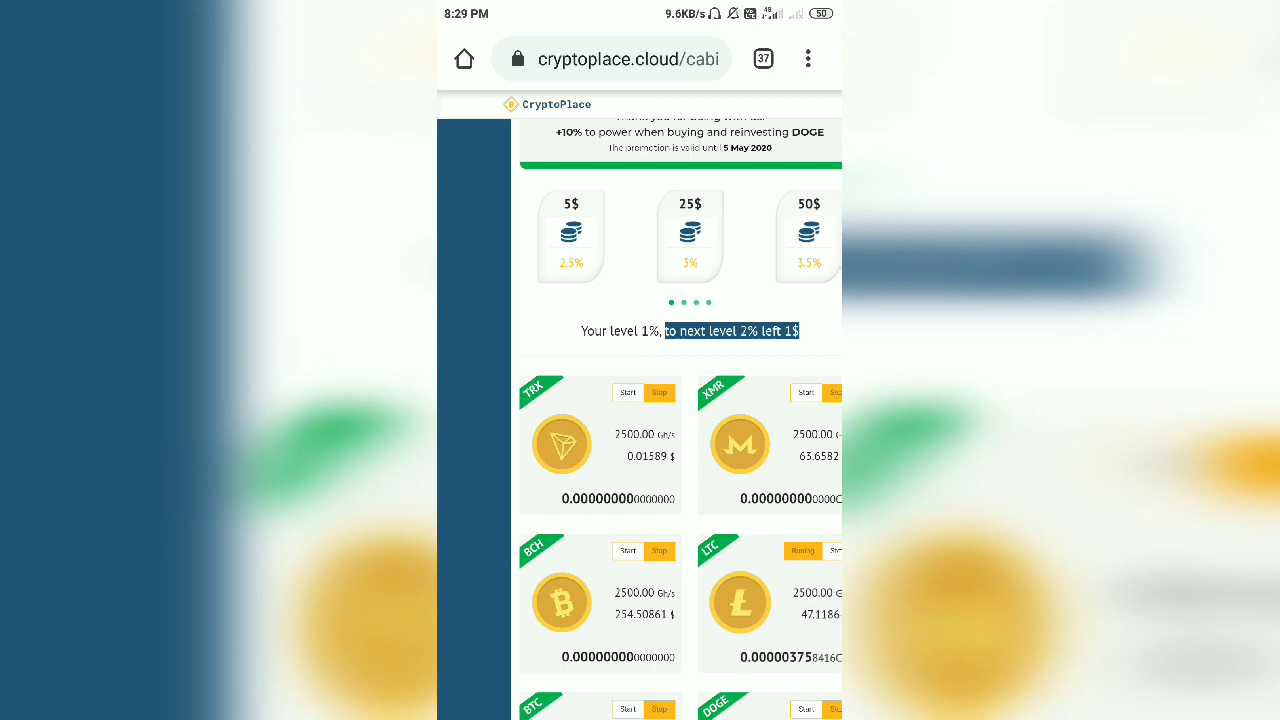 8:29 PM
9.6KB/s
4G
50
cryptoplace.cloud/cabi
37
CryptoPlace
+10% to power when buying and reinvesting DOGE
The promotion is valid until 5 May 2020
5$
25$
50$
2.5%
3%
3.5%
Your level 1%, to next level 2% left 1$
TRX
Start
Stop
XMR
Start
2500.00 Gh/s
2500.00
0.01589 $
63.6582
0.00000000000000
0.000000000000
BCH
Start
Stop
LTC
Runing
2500.00 Gh/s
2500.00
254.50861 $
47.1186
0.00000000000000
0.000003758416
BTC
Start
Stop
DOGE
Start